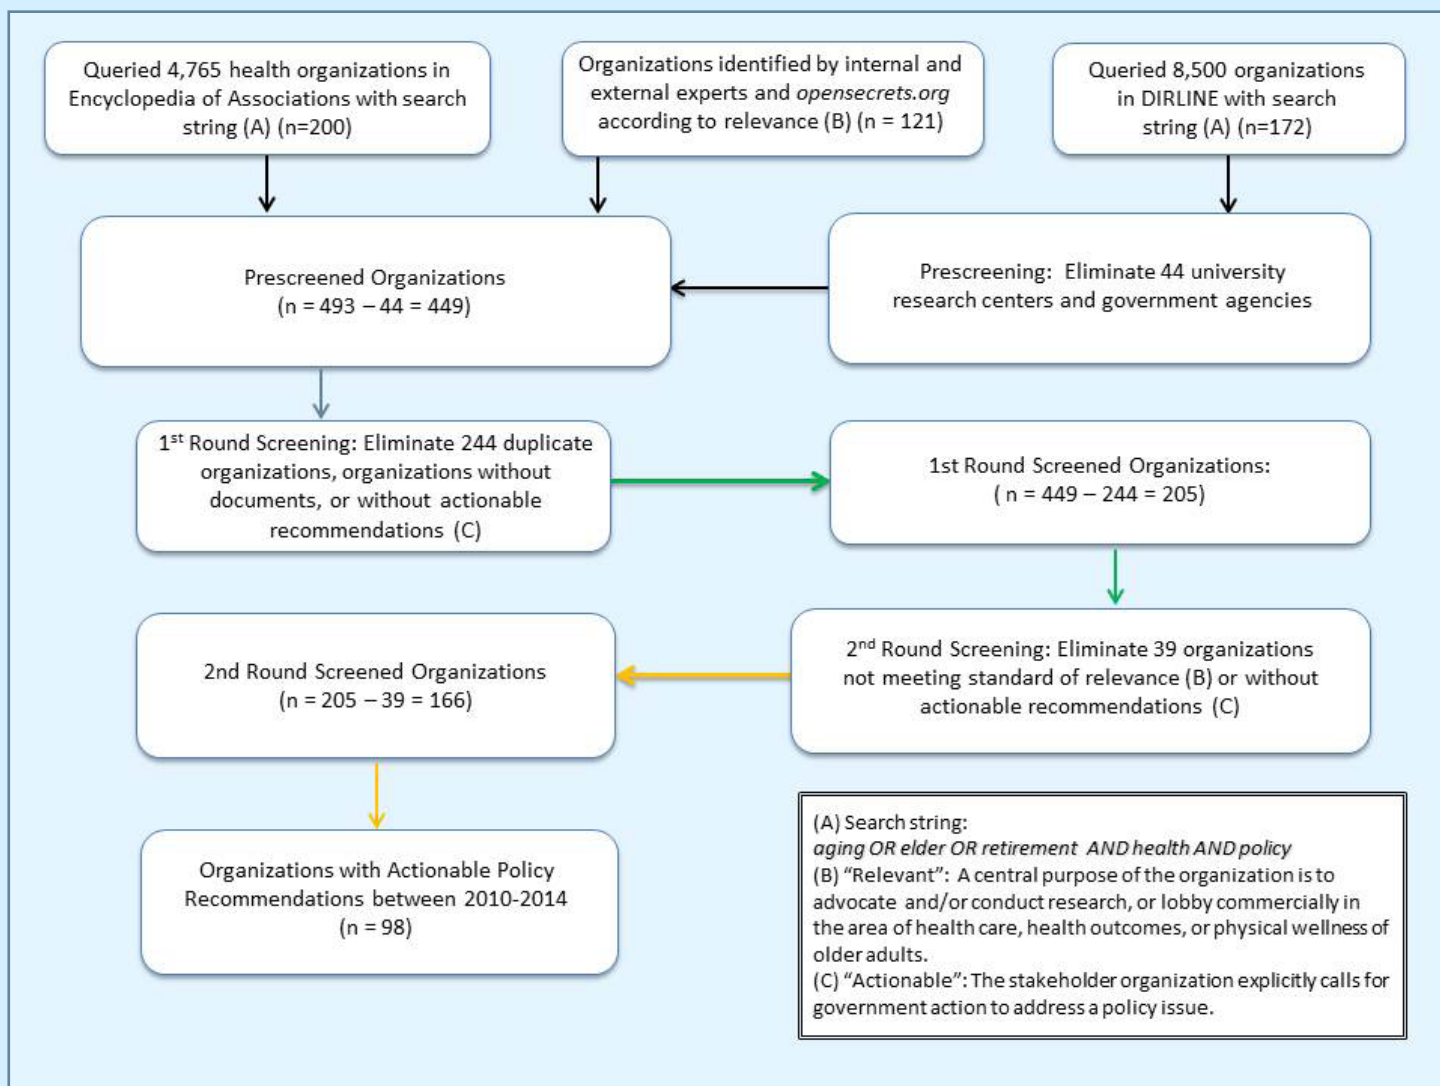 Queried 4,765 health organizations in
Encyclopedia of Associations with search
string (A) (n=200)
Organizations identified by internal and
external experts and opensecrets.org
according to relevance (B) (n = 121)
Queried 8,500 organizations
in DIRLINE with search
string (A) (n=172)
Prescreened Organizations
(n = 493 – 44 = 449)
Prescreening:  Eliminate 44 university
research centers and government agencies
1st Round Screening: Eliminate 244 duplicate
organizations, organizations without
documents, or without actionable
recommendations (C)
1st Round Screened Organizations:
( n = 449 – 244 = 205)
2nd Round Screened Organizations
(n = 205 – 39 = 166)
2nd Round Screening: Eliminate 39 organizations
not meeting standard of relevance (B) or without
actionable recommendations (C)
Organizations with Actionable Policy
Recommendations between 2010-2014
(n = 98)
(A) Search string:
aging OR elder OR retirement  AND health AND policy
(B) “Relevant”:  A central purpose of the organization is to
advocate  and/or conduct research, or lobby commercially in
the area of health care, health outcomes, or physical wellness of
older adults.
(C) “Actionable”: The stakeholder organization explicitly calls for
government action to address a policy issue.